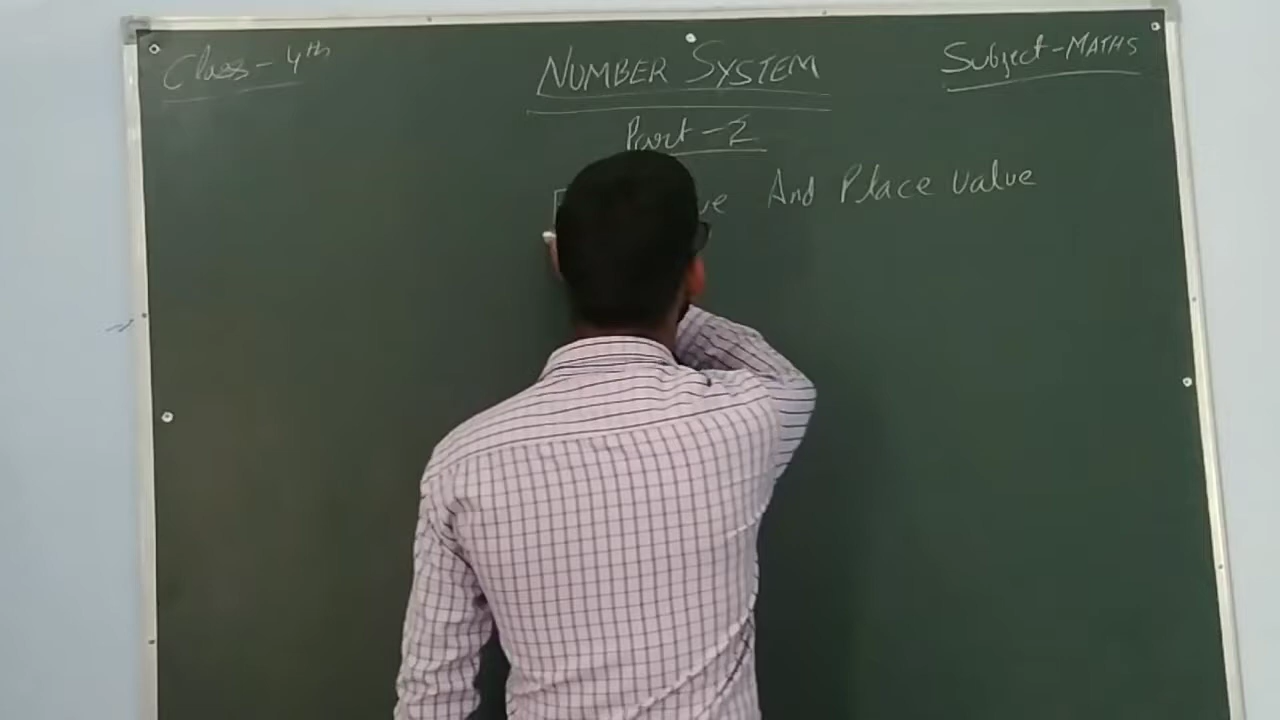 Class - 4th
NUMBER SYSTEM
Subject - MATHS
Part - 2
And Place value